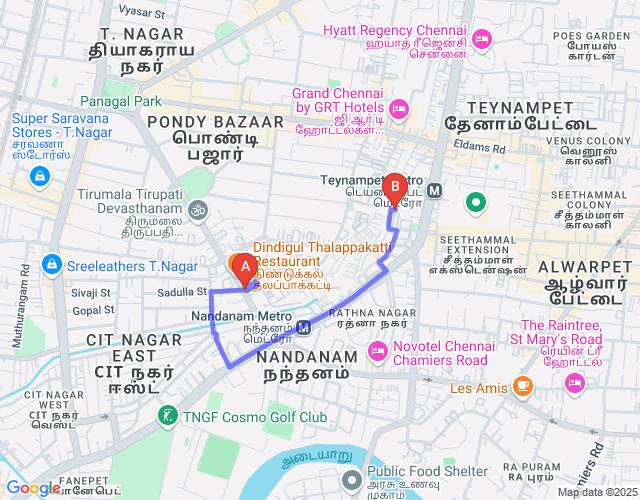 Vyasar St
T. NAGAR
தியாகராய
நகர்
Hyatt Regency Chennai
ஹயாத் ரீஜென்சி
சென்னை
POES GARDEN
போயஸ்
கார்டன்
Panagal Park
Grand Chennai
by GRT Hotels
ஜி.ஆர்.டி
ஹோட்டல்கள்...
TEYNAMPET
தேனாம்பேட்டை
PONDY BAZAAR
பொண்டி
பஜார்
Super Saravana
Stores - T.Nagar
சரவணா
ஸ்டோர்ஸ்
Eldams Rd
VENUS COLONY
வெனுஸ்
காலனி
Teynampet Metro
மெட்ரோ
B
M
Tirumala Tirupati
Devasthanam
திருமலை
திருப்பதி...
SEETHAMMAL
COLONY
சீத்தம்மாள்
காலனி
SEETHAMMAL
EXTENSION
சீத்தம்மாள்
எக்ஸ்டென்ஷன்
Dindigul Thalappakatti
Restaurant
திண்டுக்கல்
தலப்பாக்கட்டி...
A
Sreeleathers T.Nagar
ALWARPET
ஆழ்வார்
பேட்டை
Muthurangam Rd
Sivaji St
Sadulla St
Gopal St
Nandanam Metro
நந்தனம்
மெட்ரோ
M
RATHNA NAGAR
ரத்னா நகர்
CIT NAGAR
EAST
CIT நகர்
ஈஸ்ட்
NANDANAM
நந்தனம்
Novotel Chennai
Chamiers Road
The Raintree,
St Mary's Road
ரெயின் ட்ரீ
ஹோட்டல்
Les Amis
CIT NAGAR
WEST
CIT நகர்
வெஸ்ட்
TNGF Cosmo Golf Club
அடையாறு
Public Food Shelter
அரசு உணவு
முகாம்
RA PURAM
RA புரம்
FANEPET
Google
Map data ©2025